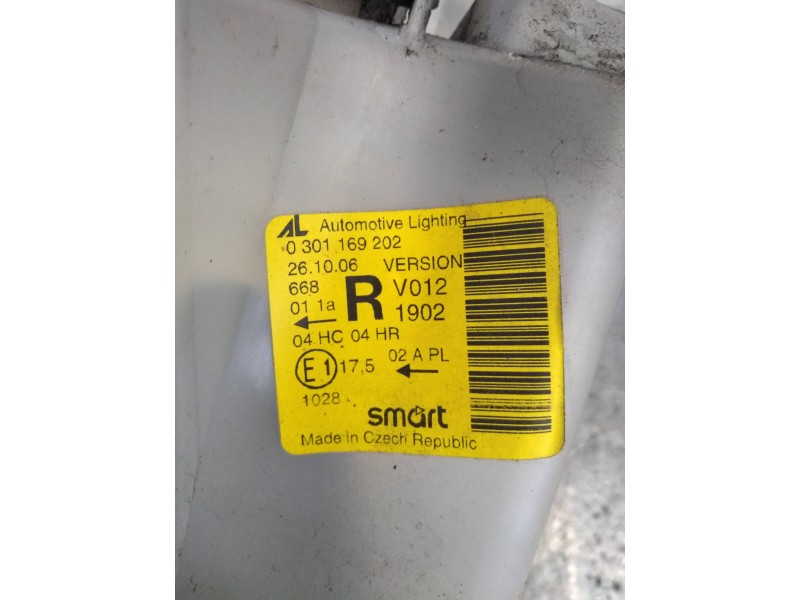 AL Automotive Lighting
0 301 169 202
26.10.06 VERSION
668 R V012
01 1a 1902
04 HC 04 HR
E1 17,5 02 A PL
1028
smart
Made in Czech Republic